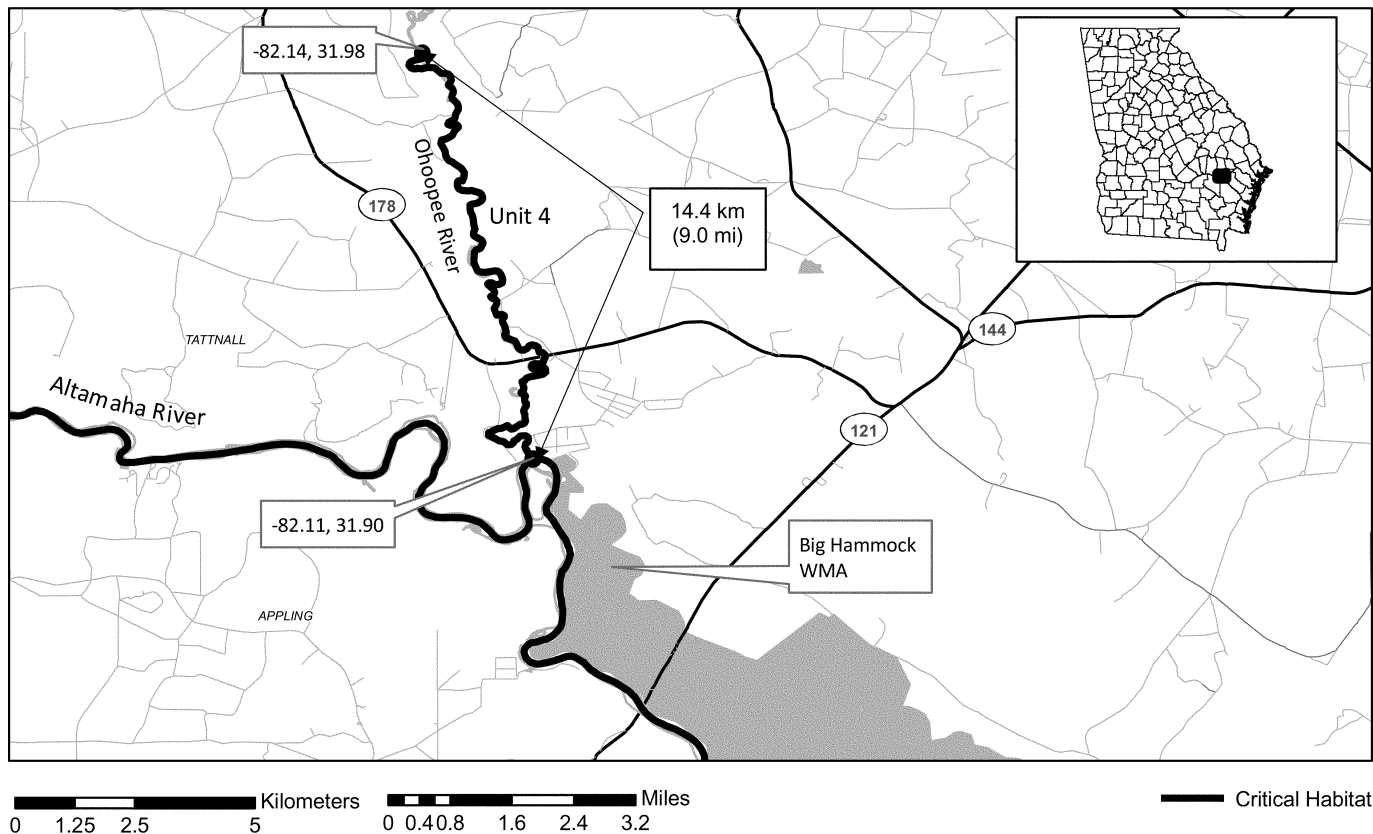 -82.14, 31.98
178
Ohoopee River
Unit 4
14.4 km
(9.0 mi)
144
TATTNALL
Altamaha River
121
-82.11, 31.90
Big Hammock
WMA
APPLING
Kilometers
0 1.25 2.5 5
Miles
0 0.4 0.8 1.6 2.4 3.2
Critical Habitat